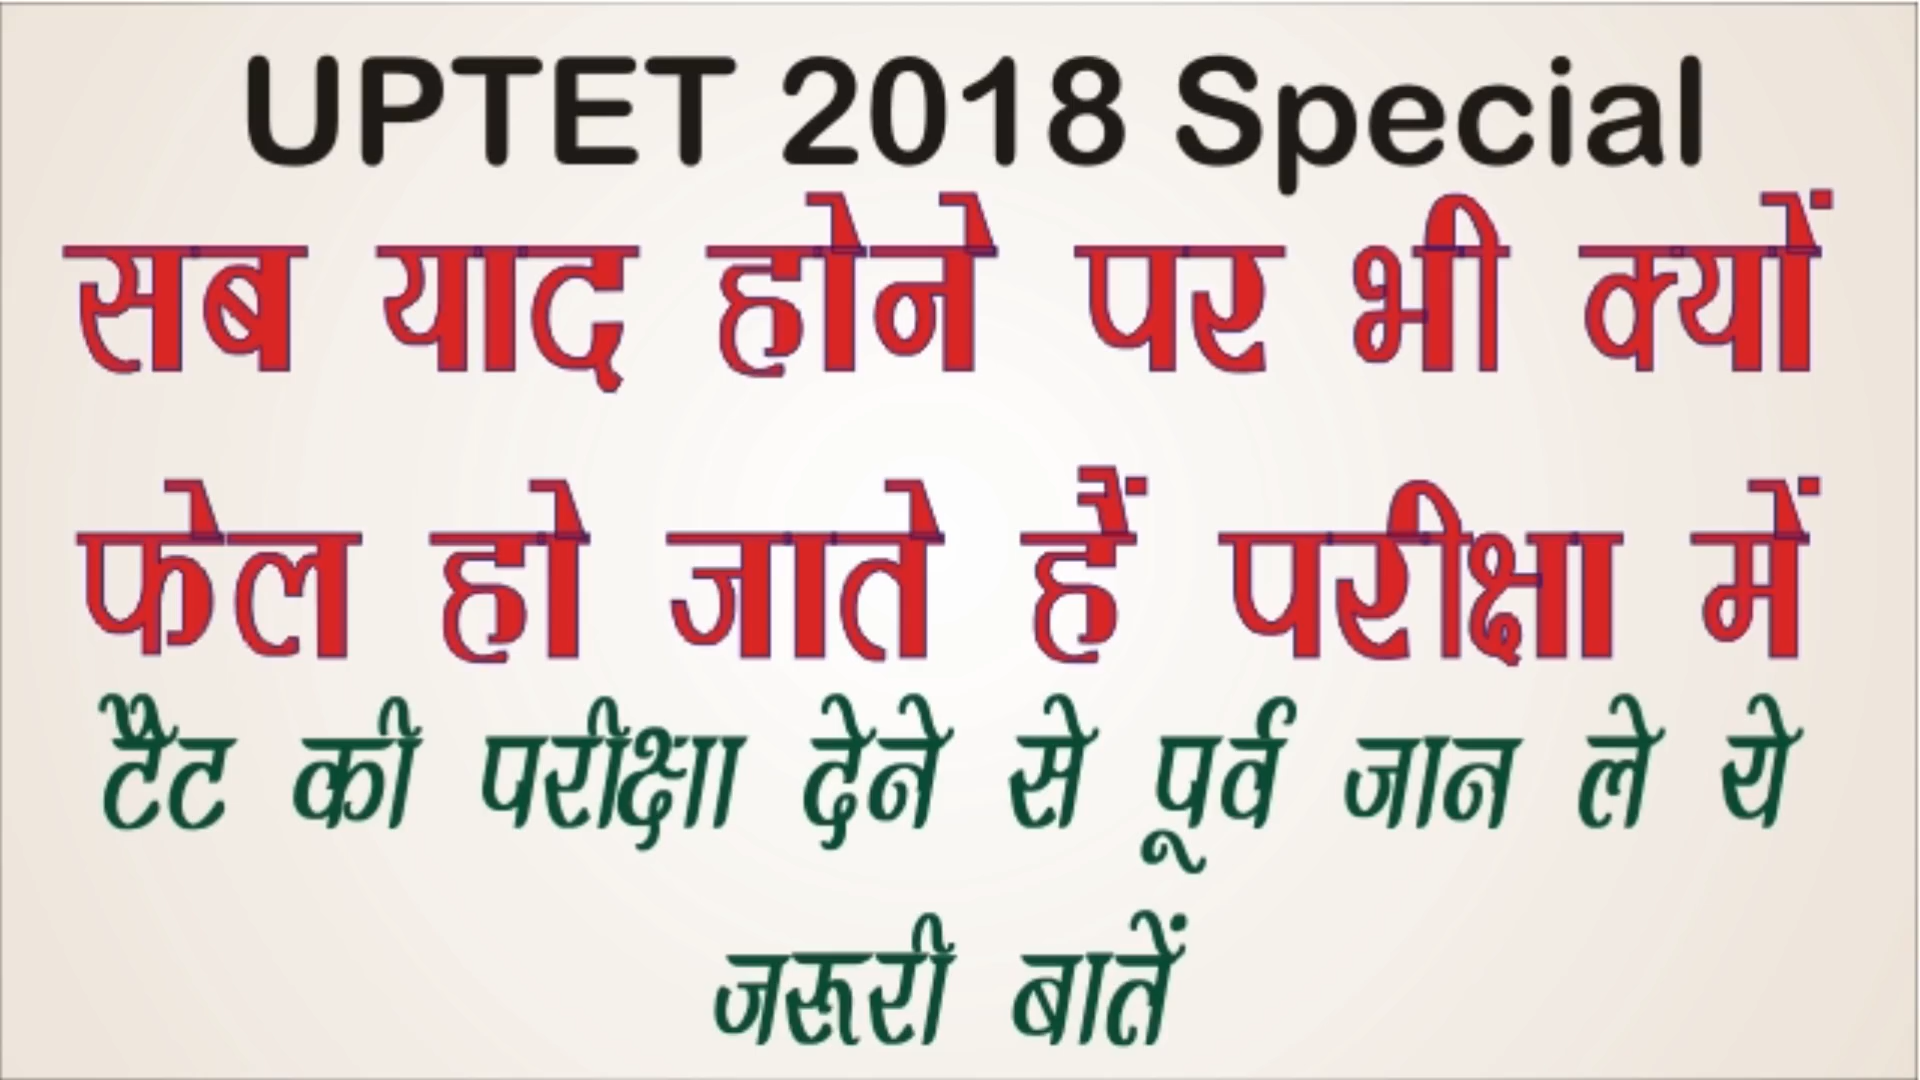 UPTET 2018 Special
सब याद होने पर भी क्यों
फेल हो जाते हैं परीक्षा में
टैट की परीक्षा देने से पूर्व जान ले ये
जरूरी बातें